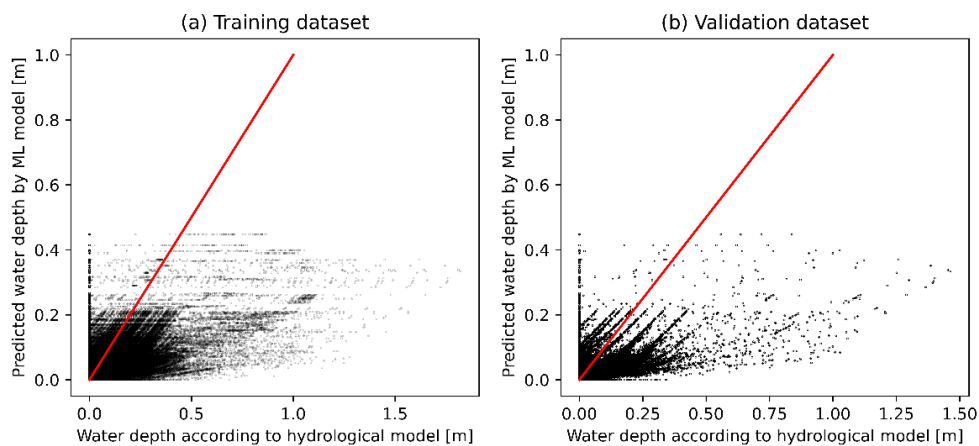 (a) Training dataset
Predicted water depth by ML model [m]
1.0
0.8
0.6
0.4
0.2
0.0
0.0 0.5 1.0 1.5
Water depth according to hydrological model [m]
(b) Validation dataset
Predicted water depth by ML model [m]
1.0
0.8
0.6
0.4
0.2
0.0
0.00 0.25 0.50 0.75 1.00 1.25 1.50
Water depth according to hydrological model [m]